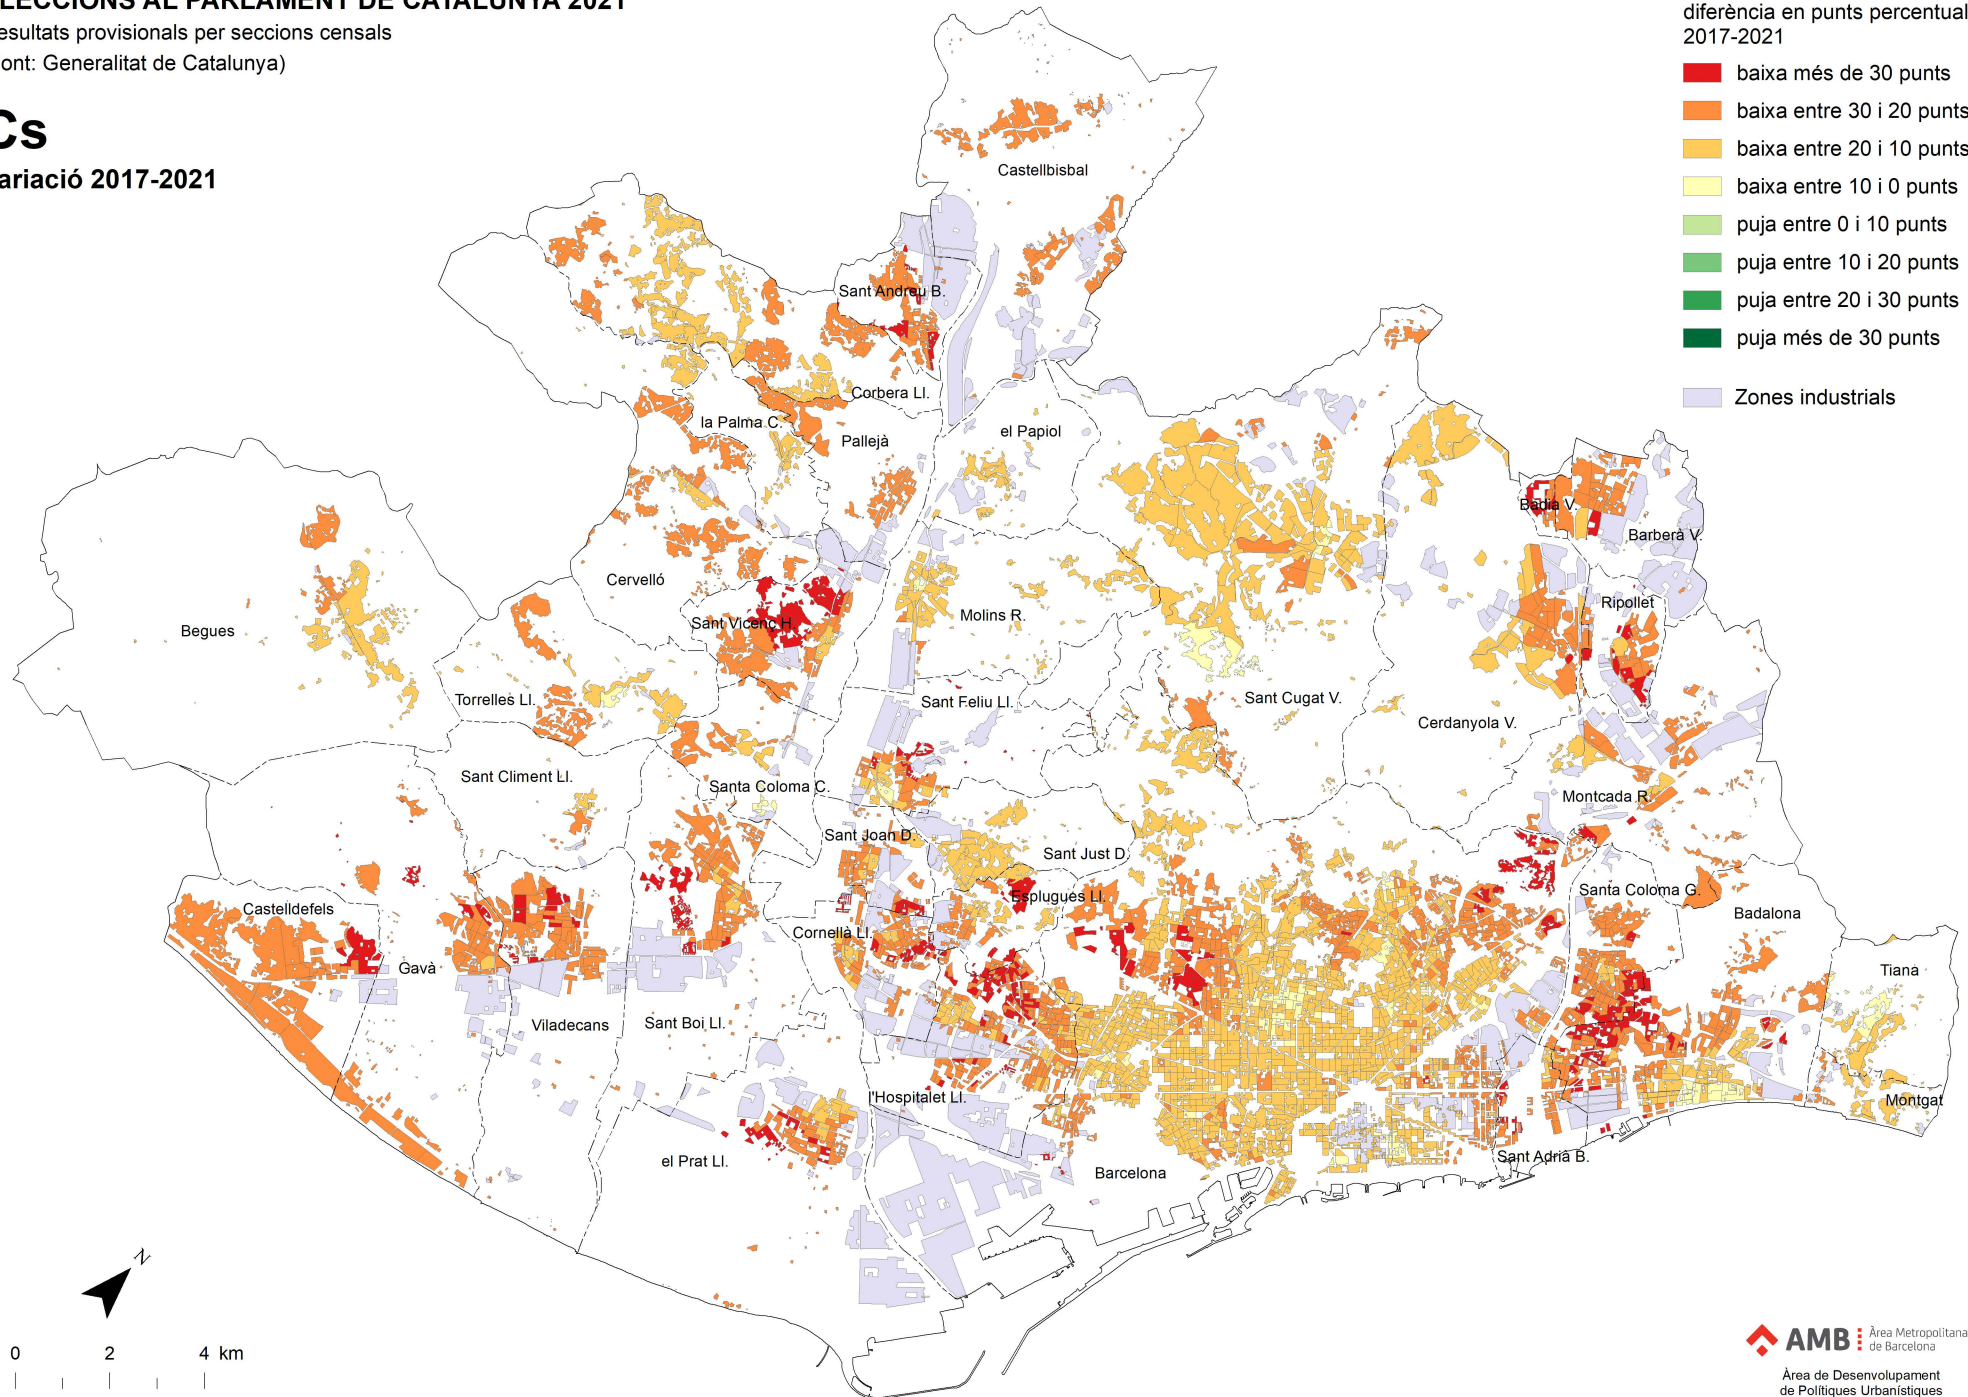 LECCIONS AL PARLAMENT DE CATALUNYA 2021
esultats provisionals per seccions censals
ont: Generalitat de Catalunya)
Cs
ariació 2017-2021
diferència en punts percentual
2017-2021
baixa més de 30 punts
baixa entre 30 i 20 punts
baixa entre 20 i 10 punts
baixa entre 10 i 0 punts
puja entre 0 i 10 punts
puja entre 10 i 20 punts
puja entre 20 i 30 punts
puja més de 30 punts
Zones industrials
Castellbisbal
Sant Andreu B.
Corbera Ll.
la Palma C.
Pallejà
el Papiol
Badia V.
Barberà V.
Cervelló
Ripollet
Begues
Sant Vicenç H.
Molins R.
Torrelles Ll.
Sant Feliu Ll.
Sant Cugat V.
Cerdanyola V.
Sant Climent Ll.
Santa Coloma C.
Montcada R.
Sant Joan D.
Sant Just D.
Esplugues Ll.
Santa Coloma G.
Castelldefels
Badalona
Cornellà Ll.
Gavà
Tiana
Viladecans
Sant Boi Ll.
l'Hospitalet Ll.
Montgat
el Prat Ll.
Barcelona
Sant Adrià B.
N
0 2 4 km
AMB Àrea Metropolitana
de Barcelona
Àrea de Desenvolupament
de Polítiques Urbanístiques